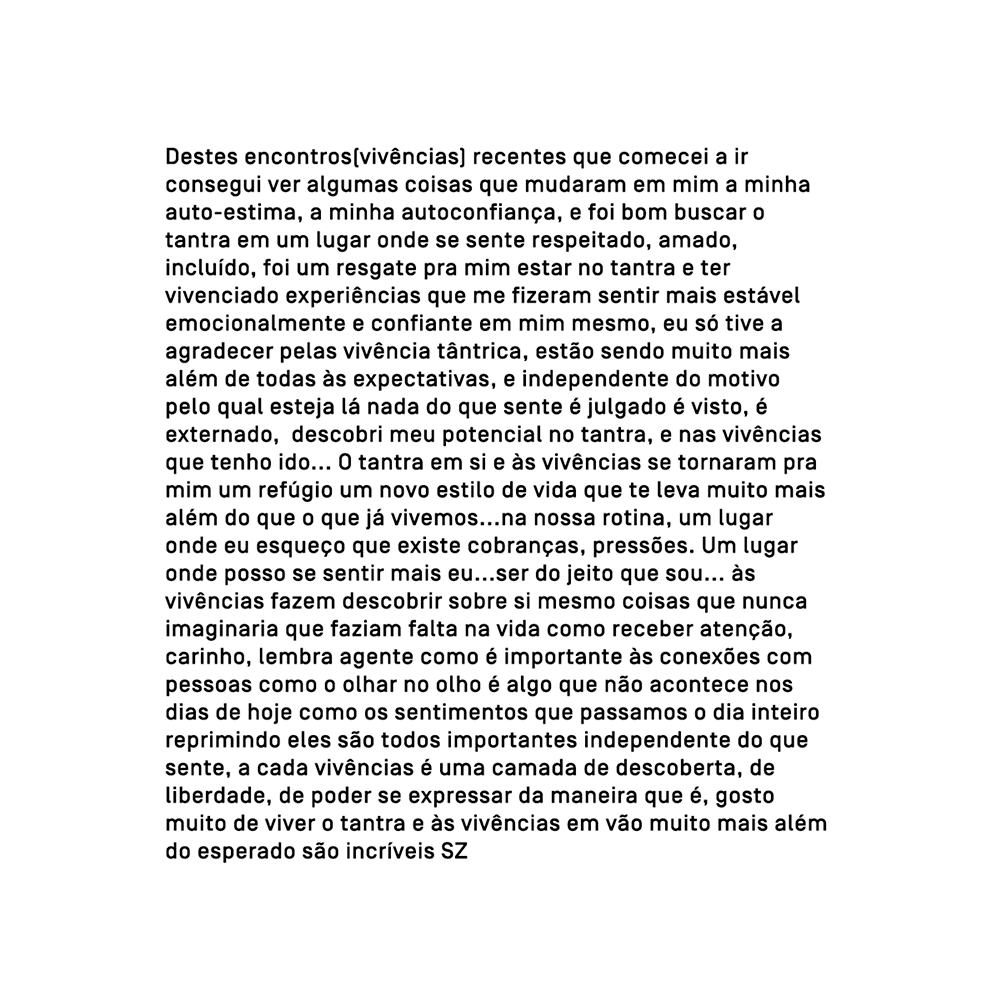 Destes encontros(vivências) recentes que comecei a ir
consegui ver algumas coisas que mudaram em mim a minha
auto-estima, a minha autoconfiança, e foi bom buscar o
tantra em um lugar onde se sente respeitado, amado,
incluído, foi um resgate pra mim estar no tantra e ter
vivenciado experiências que me fizeram sentir mais estável
emocionalmente e confiante em mim mesmo, eu só tive a
agradecer pelas vivência tântrica, estão sendo muito mais
além de todas às expectativas, e independente do motivo
pelo qual esteja lá nada do que sente é julgado é visto, é
externado,  descobri meu potencial no tantra, e nas vivências
que tenho ido... O tantra em si e às vivências se tornaram pra
mim um refúgio um novo estilo de vida que te leva muito mais
além do que o que já vivemos...na nossa rotina, um lugar
onde eu esqueço que existe cobranças, pressões. Um lugar
onde posso se sentir mais eu...ser do jeito que sou... às
vivências fazem descobrir sobre si mesmo coisas que nunca
imaginaria que faziam falta na vida como receber atenção,
carinho, lembra agente como é importante às conexões com
pessoas como o olhar no olho é algo que não acontece nos
dias de hoje como os sentimentos que passamos o dia inteiro
reprimindo eles são todos importantes independente do que
sente, a cada vivências é uma camada de descoberta, de
liberdade, de poder se expressar da maneira que é, gosto
muito de viver o tantra e às vivências em vão muito mais além
do esperado são incríveis SZ